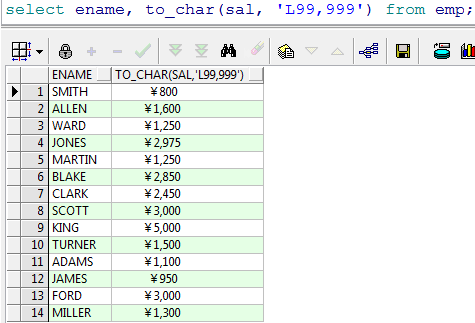 select ename, to_char(sal, 'L99,999') from emp;
ENAME TO_CHAR(SAL,'L99,999')
1 SMITH ¥800
2 ALLEN ¥1,600
3 WARD ¥1,250
4 JONES ¥2,975
5 MARTIN ¥1,250
6 BLAKE ¥2,850
7 CLARK ¥2,450
8 SCOTT ¥3,000
9 KING ¥5,000
10 TURNER ¥1,500
11 ADAMS ¥1,100
12 JAMES ¥950
13 FORD ¥3,000
14 MILLER ¥1,300